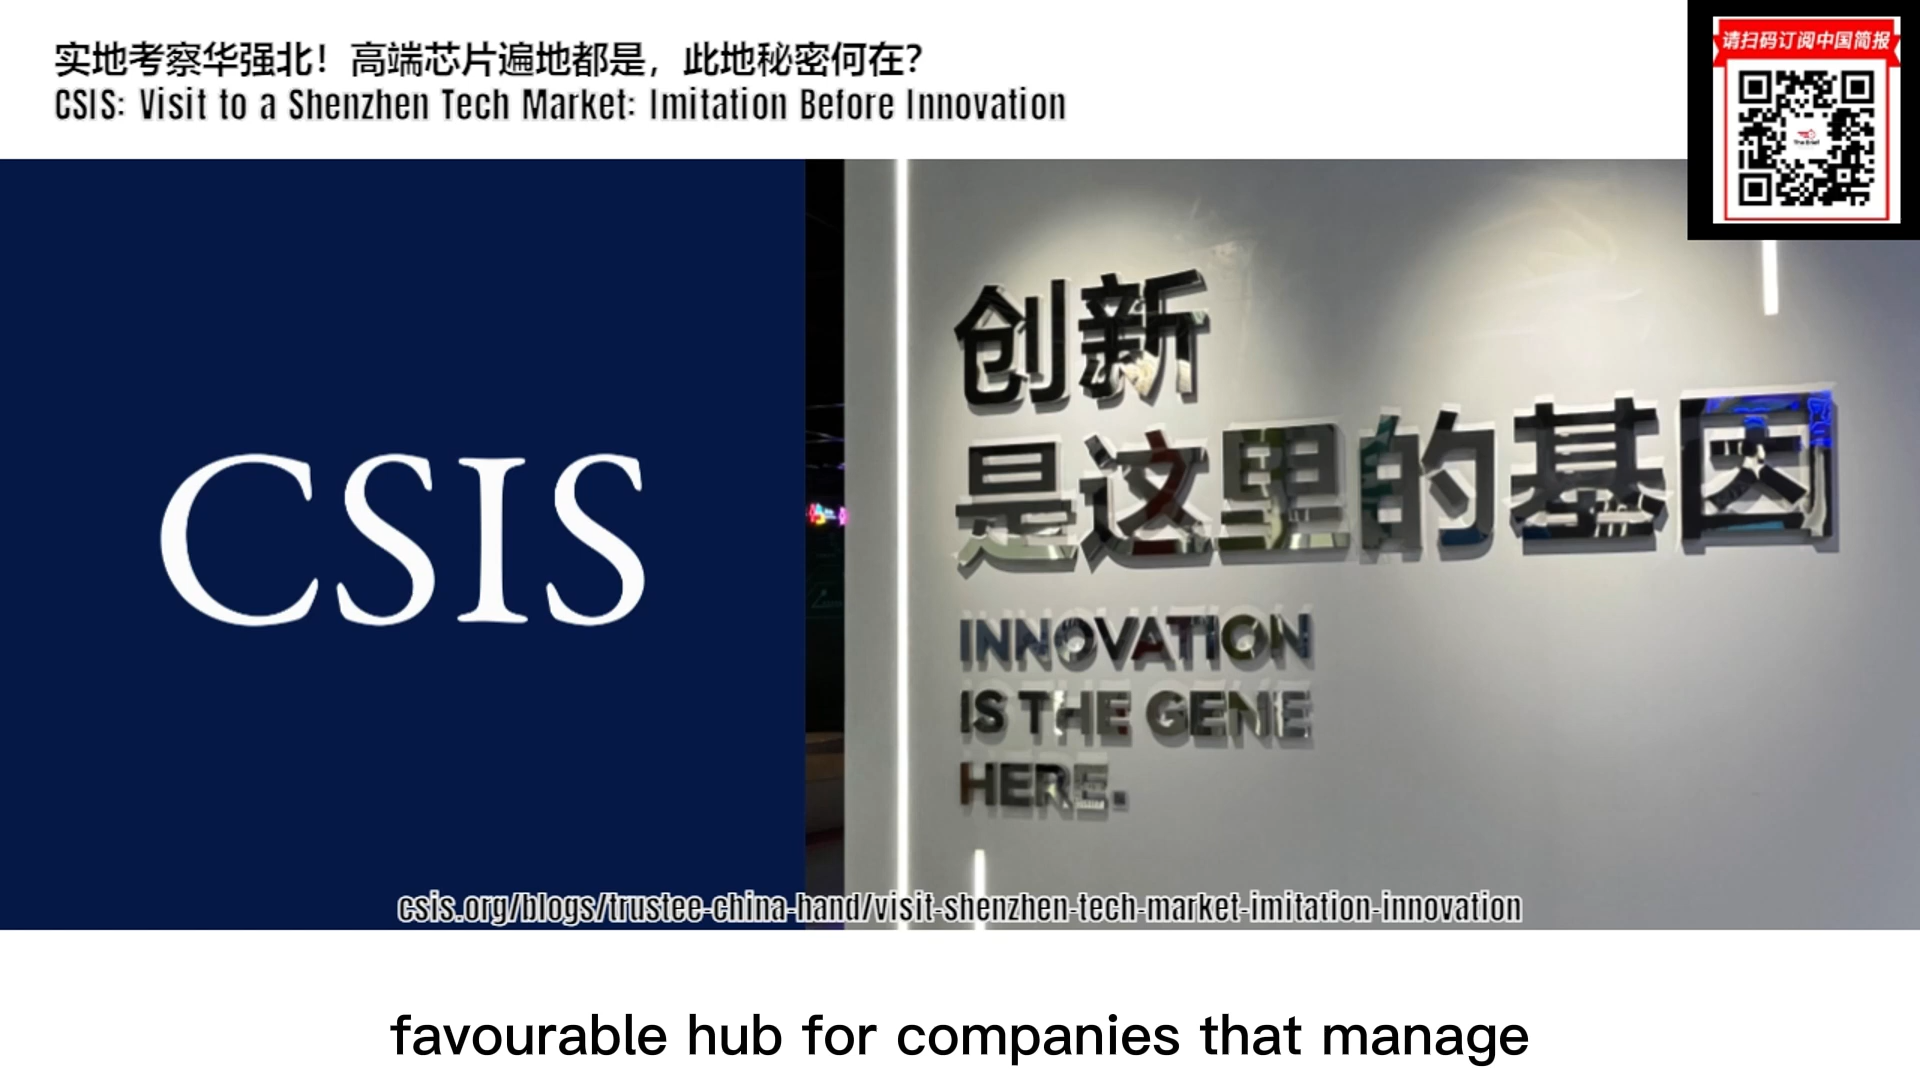 实地考察华强北！高端芯片遍地都是，此地秘密何在？
CSIS: Visit to a Shenzhen Tech Market: Imitation Before Innovation
请扫码订阅中国简报
CSIS
创新
是这里的基因
INNOVATION
IS THE GENE
HERE.
csis.org/blogs/trustee-china-hand/visit-shenzhen-tech-market-imitation-innovation
favourable hub for companies that manage